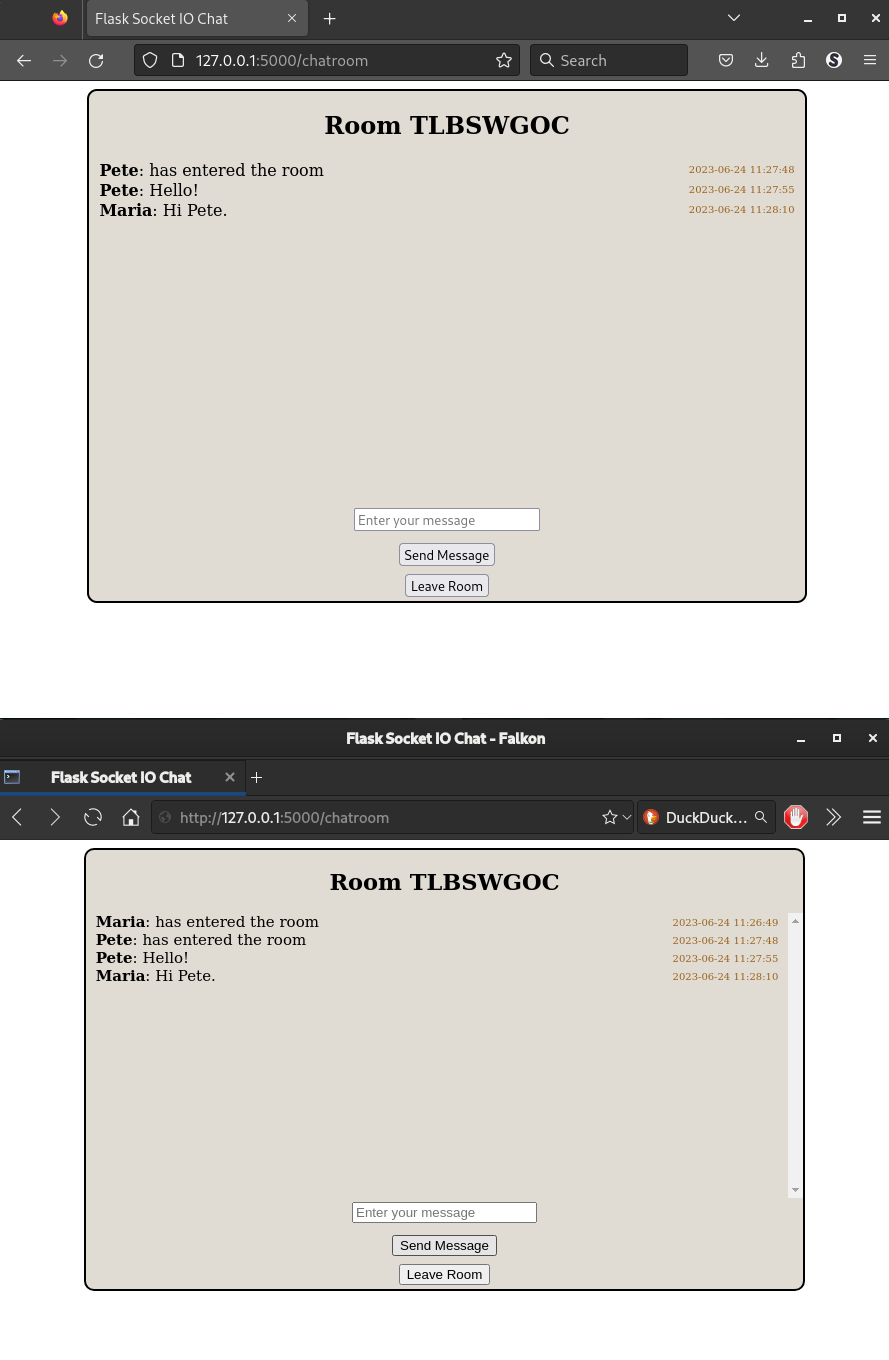 Flask Socket IO Chat
127.0.0.1:5000/chatroom Search
Room TLBSWGOC
Pete: has entered the room 2023-06-24 11:27:48
Pete: Hello! 2023-06-24 11:27:55
Maria: Hi Pete. 2023-06-24 11:28:10
Enter your message
Send Message
Leave Room
Flask Socket IO Chat - Falkon
Flask Socket IO Chat
http://127.0.0.1:5000/chatroom DuckDuck...
Room TLBSWGOC
Maria: has entered the room 2023-06-24 11:26:49
Pete: has entered the room 2023-06-24 11:27:48
Pete: Hello! 2023-06-24 11:27:55
Maria: Hi Pete. 2023-06-24 11:28:10
Enter your message
Send Message
Leave Room